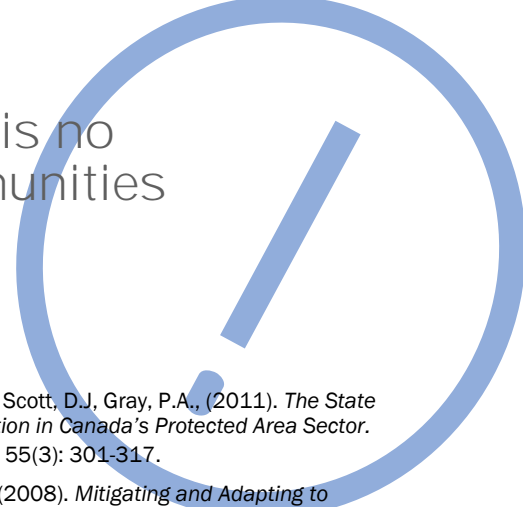 is no
munities
Scott, D.J, Gray, P.A., (2011). The State
tion in Canada's Protected Area Sector.
55(3): 301-317.
(2008). Mitigating and Adapting to